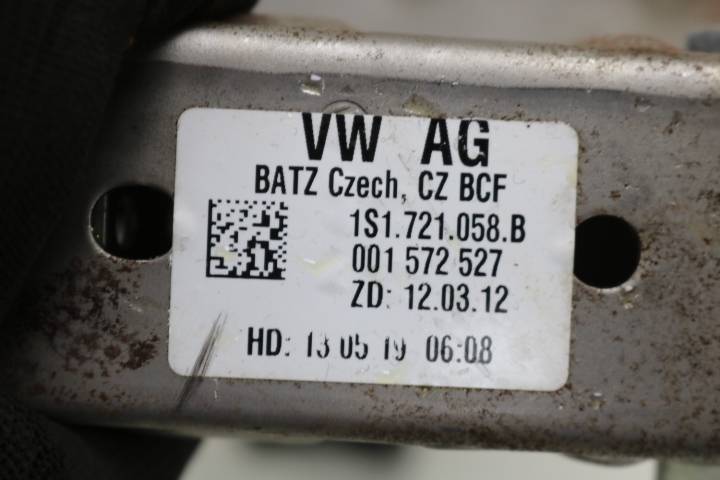 VW AG
BATZ Czech, CZ BCF
1S1.721.058.B
001 572 527
ZD: 12.03.12
HD: 13 05 19 06:08